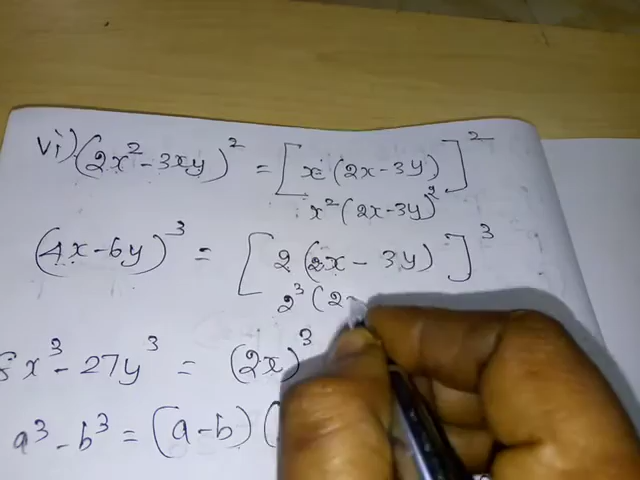 vi) (2x² - 3xy)² = [x (2x - 3y)]²
x² (2x - 3y)²
(4x - 6y)³ = [2 (2x - 3y)]³
2³ (2
x³ - 27y³ = (2x)³
a³ - b³ = (a - b) (